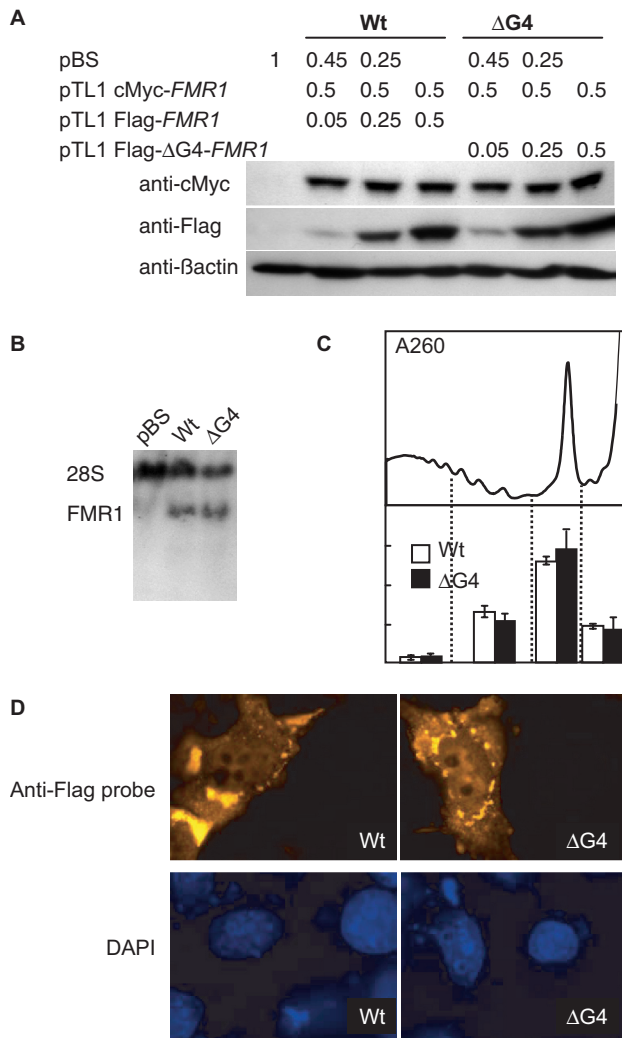 A
Wt ΔG4
pBS 1 0.45 0.25 0.45 0.25
pTL1 cMyc-FMR1 0.5 0.5 0.5 0.5 0.5 0.5
pTL1 Flag-FMR1 0.05 0.25 0.5
pTL1 Flag-ΔG4-FMR1 0.05 0.25 0.5
anti-cMyc
anti-Flag
anti-βactin
B
pBS Wt ΔG4
28S
FMR1
C
A260
Wt
ΔG4
D
Anti-Flag probe
Wt ΔG4
DAPI
Wt ΔG4